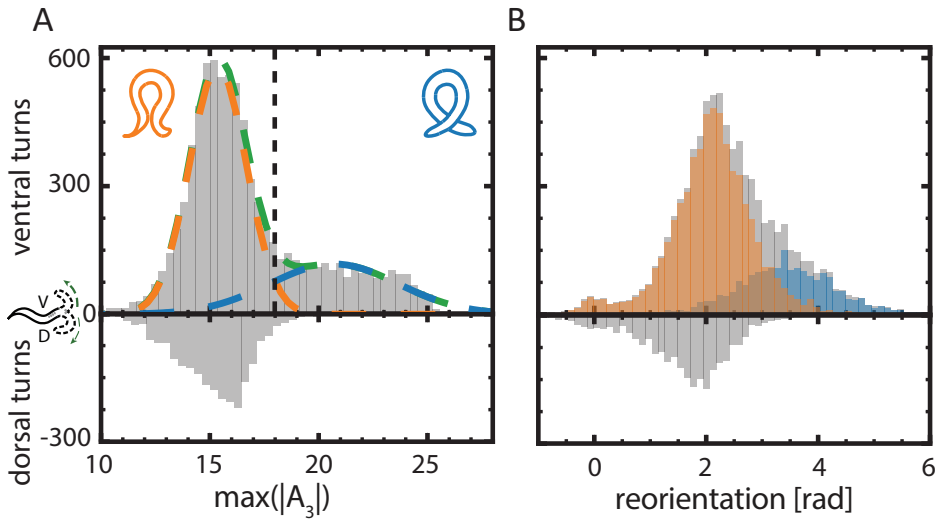 A
B
600
300
0
-300
ventral turns
dorsal turns
V
D
10
15
20
25
max(|A₃|)
0
2
4
6
reorientation [rad]